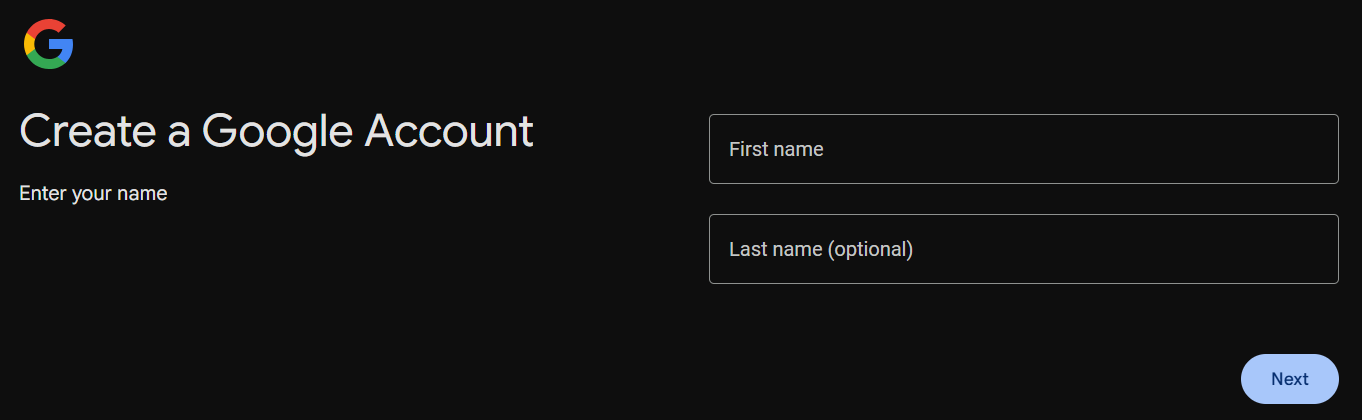 Create a Google Account
Enter your name
First name
Last name (optional)
Next